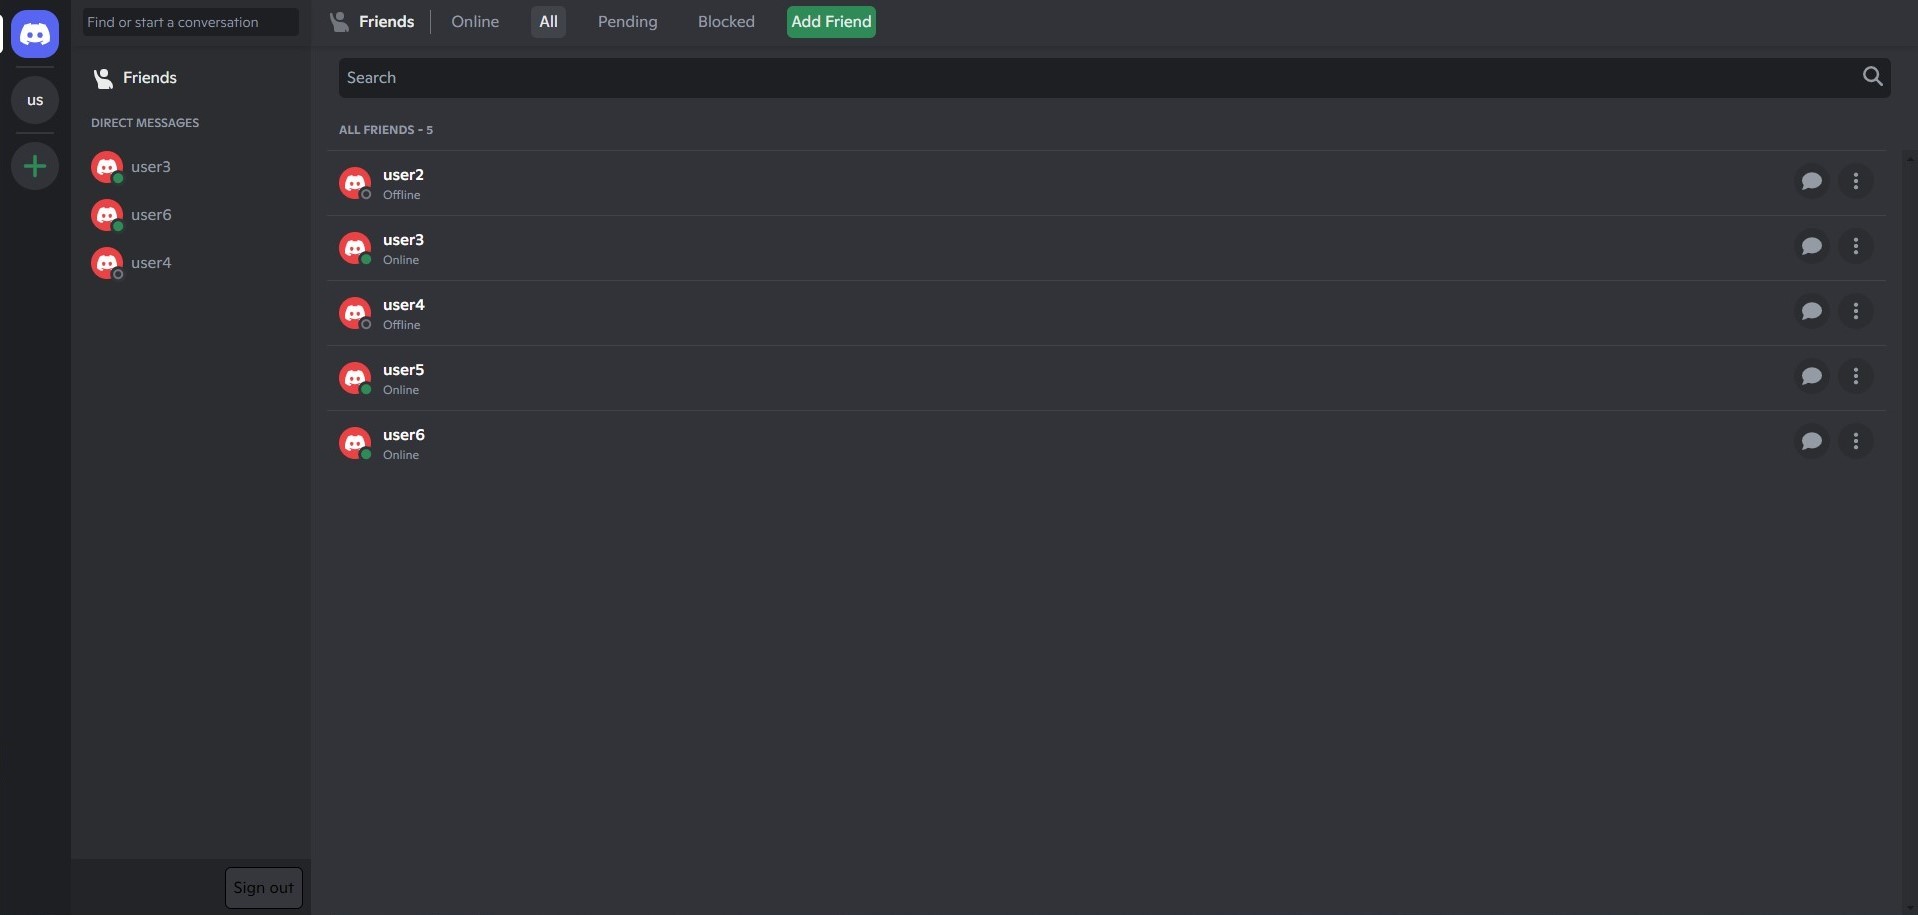 Find or start a conversation
Friends
Online
All
Pending
Blocked
Add Friend
us
Friends
DIRECT MESSAGES
user3
user6
user4
Sign out
Search
ALL FRIENDS - 5
user2
Offline
user3
Online
user4
Offline
user5
Online
user6
Online